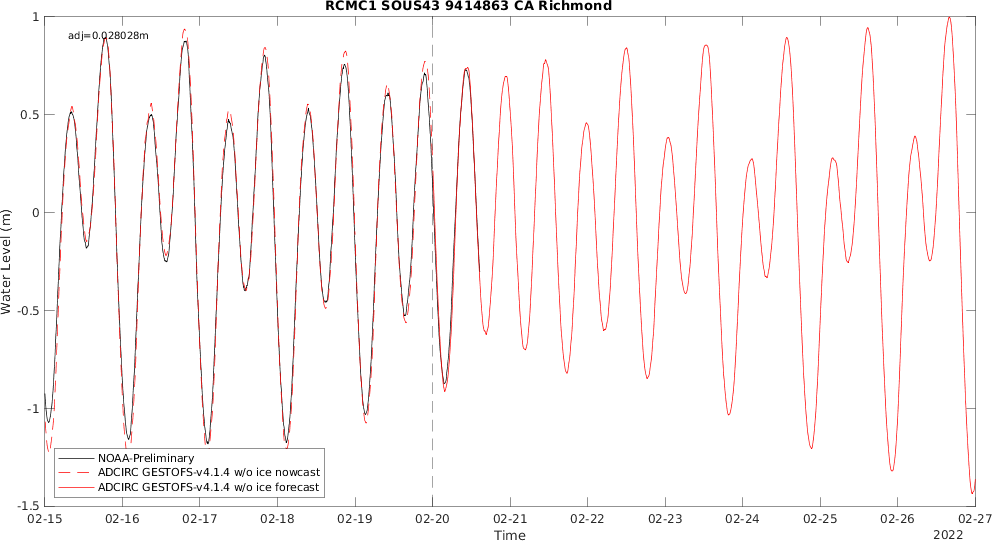 RCMC1 SOUS43 9414863 CA Richmond
adj=0.028028m
1
0.5
0
-0.5
-1
-1.5
Water Level (m)
NOAA-Preliminary
ADCIRC GESTOFS-v4.1.4 w/o ice nowcast
ADCIRC GESTOFS-v4.1.4 w/o ice forecast
02-15 02-16 02-17 02-18 02-19 02-20 02-21 02-22 02-23 02-24 02-25 02-26 02-27
Time
2022